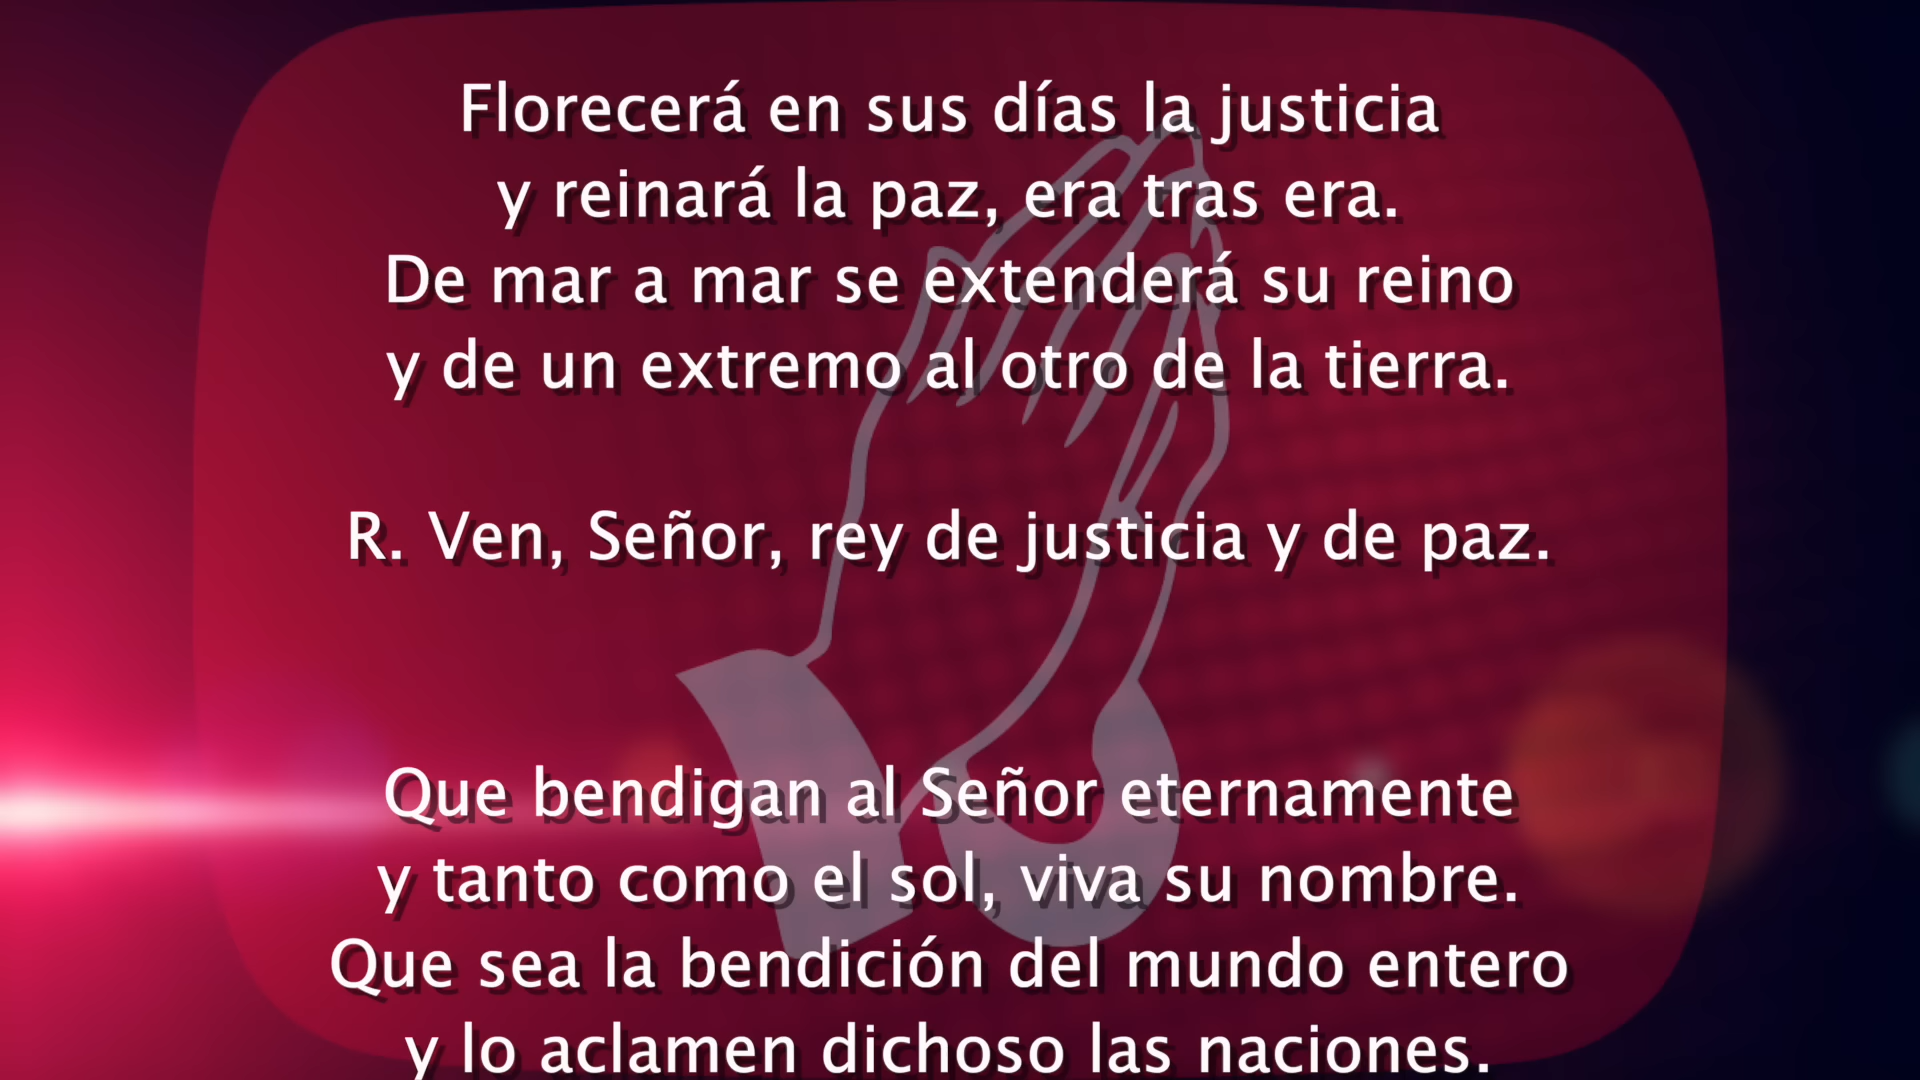 Florecerá en sus días la justicia
y reinará la paz, era tras era.
De mar a mar se extenderá su reino
y de un extremo al otro de la tierra.
R. Ven, Señor, rey de justicia y de paz.
Que bendigan al Señor eternamente
y tanto como el sol, viva su nombre.
Que sea la bendición del mundo entero
y lo aclamen dichoso las naciones.